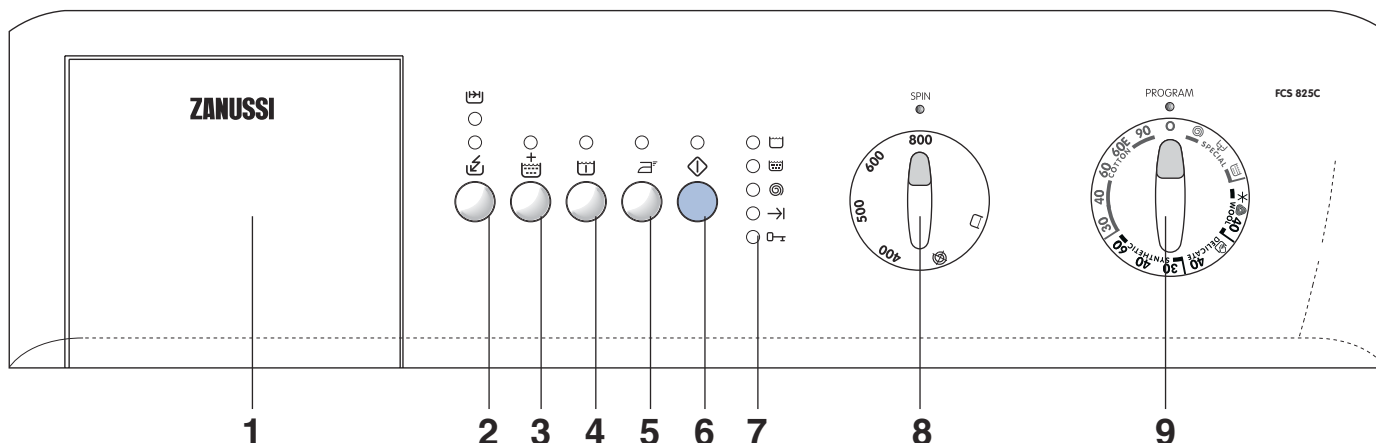 ZANUSSI
SPIN
800
600
500
400
PROGRAM
O
SPECIAL
WOOL
40
DELICATE
40
30
SYNTHETIC
40
60
30
40
60
COTTON
60E
90
FCS 825C
1 2 3 4 5 6 7 8 9